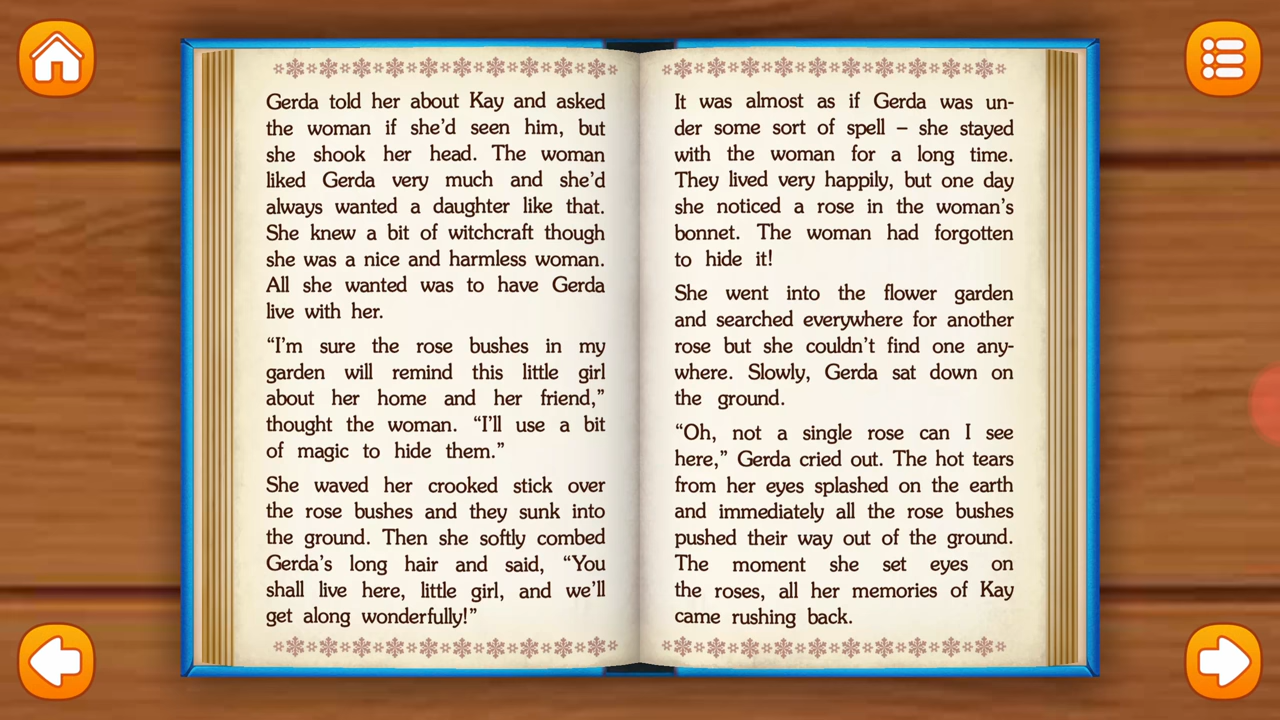 Gerda told her about Kay and asked
the woman if she’d seen him, but
she shook her head. The woman
liked Gerda very much and she’d
always wanted a daughter like that.
She knew a bit of witchcraft though
she was a nice and harmless woman.
All she wanted was to have Gerda
live with her.
“I’m sure the rose bushes in my
garden will remind this little girl
about her home and her friend,”
thought the woman. “I’ll use a bit
of magic to hide them.”
She waved her crooked stick over
the rose bushes and they sunk into
the ground. Then she softly combed
Gerda’s long hair and said, “You
shall live here, little girl, and we’ll
get along wonderfully!”
It was almost as if Gerda was un-
der some sort of spell – she stayed
with the woman for a long time.
They lived very happily, but one day
she noticed a rose in the woman’s
bonnet. The woman had forgotten
to hide it!
She went into the flower garden
and searched everywhere for another
rose but she couldn’t find one any-
where. Slowly, Gerda sat down on
the ground.
“Oh, not a single rose can I see
here,” Gerda cried out. The hot tears
from her eyes splashed on the earth
and immediately all the rose bushes
pushed their way out of the ground.
The moment she set eyes on
the roses, all her memories of Kay
came rushing back.